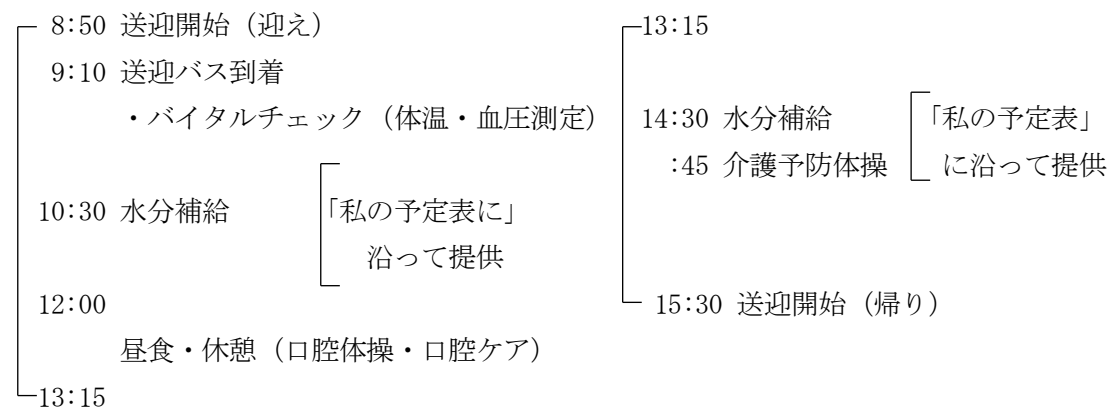 8:50 送迎開始（迎え）
9:10 送迎バス到着
・バイタルチェック（体温・血圧測定）
10:30 水分補給 「私の予定表に」
沿って提供
12:00
昼食・休憩（口腔体操・口腔ケア）
13:15
13:15
14:30 水分補給 「私の予定表」
:45 介護予防体操 に沿って提供
15:30 送迎開始（帰り）